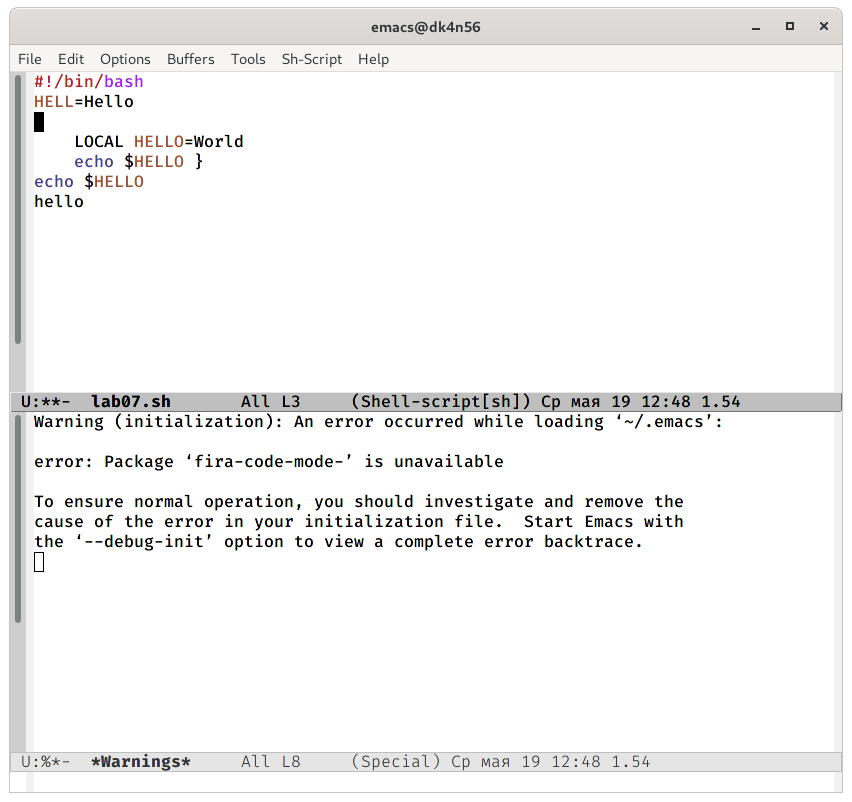 emacs@dk4n56
File Edit Options Buffers Tools Sh-Script Help
#!/bin/bash
HELL=Hello
    LOCAL HELLO=World
    echo $HELLO }
echo $HELLO
hello
U:**-  lab07.sh       All L3     (Shell-script[sh]) Ср мая 19 12:48 1.54
Warning (initialization): An error occurred while loading ‘~/.emacs’:
error: Package ‘fira-code-mode-’ is unavailable
To ensure normal operation, you should investigate and remove the
cause of the error in your initialization file.  Start Emacs with
the ‘--debug-init’ option to view a complete error backtrace.
U:%*-  *Warnings*     All L8     (Special) Ср мая 19 12:48 1.54